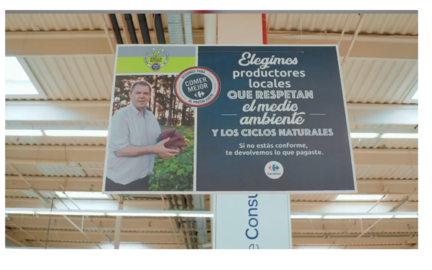 COMER
MEJOR
Elegimos
productores
locales
QUE RESPETAN
el medio
ambiente
Y LOS CICLOS NATURALES
Si no estás conforme,
te devolvemos lo que pagaste.
e Consu